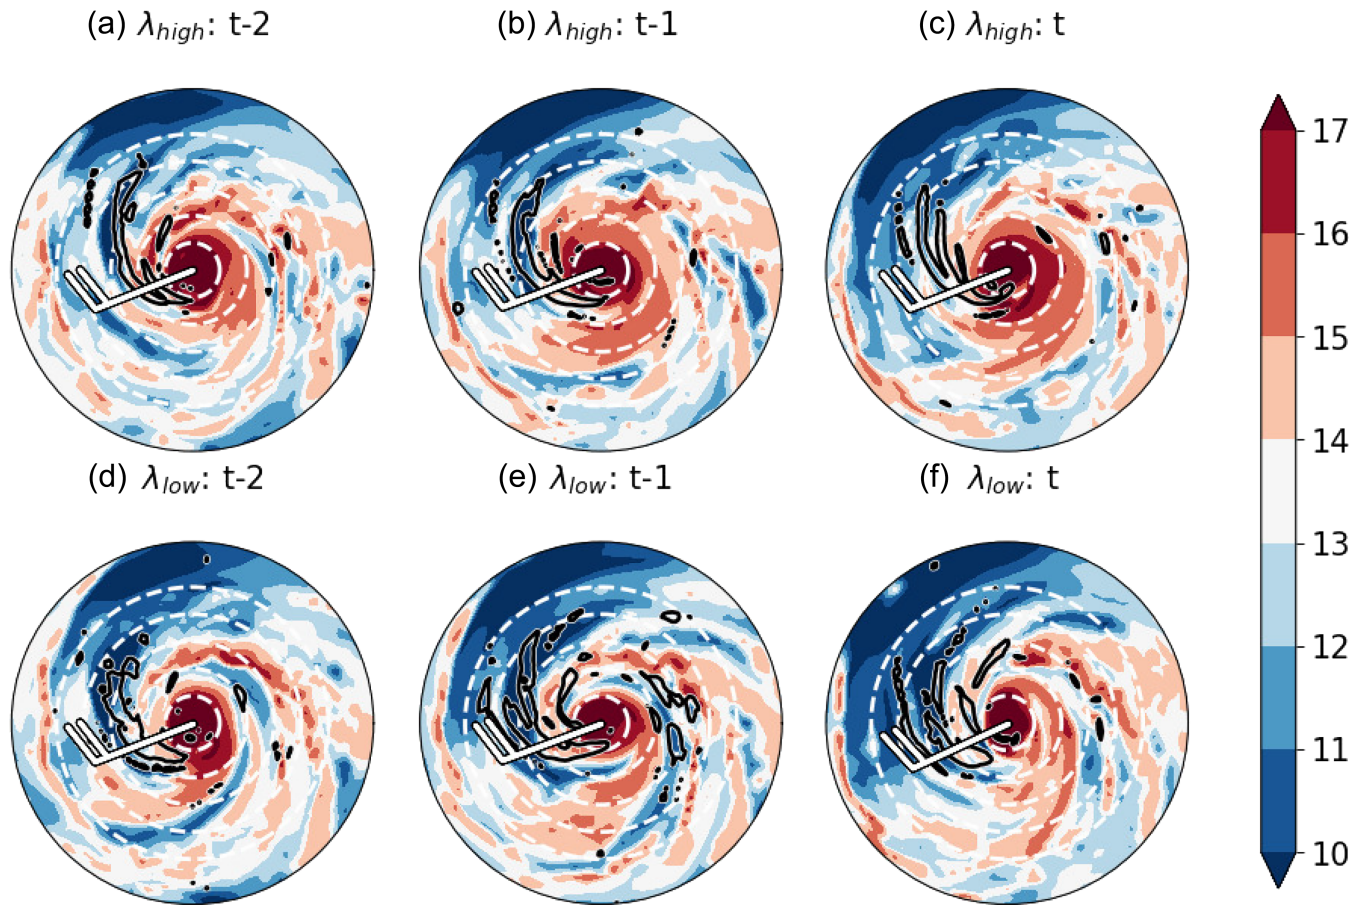 (a) λhigh: t-2
(b) λhigh: t-1
(c) λhigh: t
17
16
15
14
13
12
11
10
(d) λlow: t-2
(e) λlow: t-1
(f) λlow: t